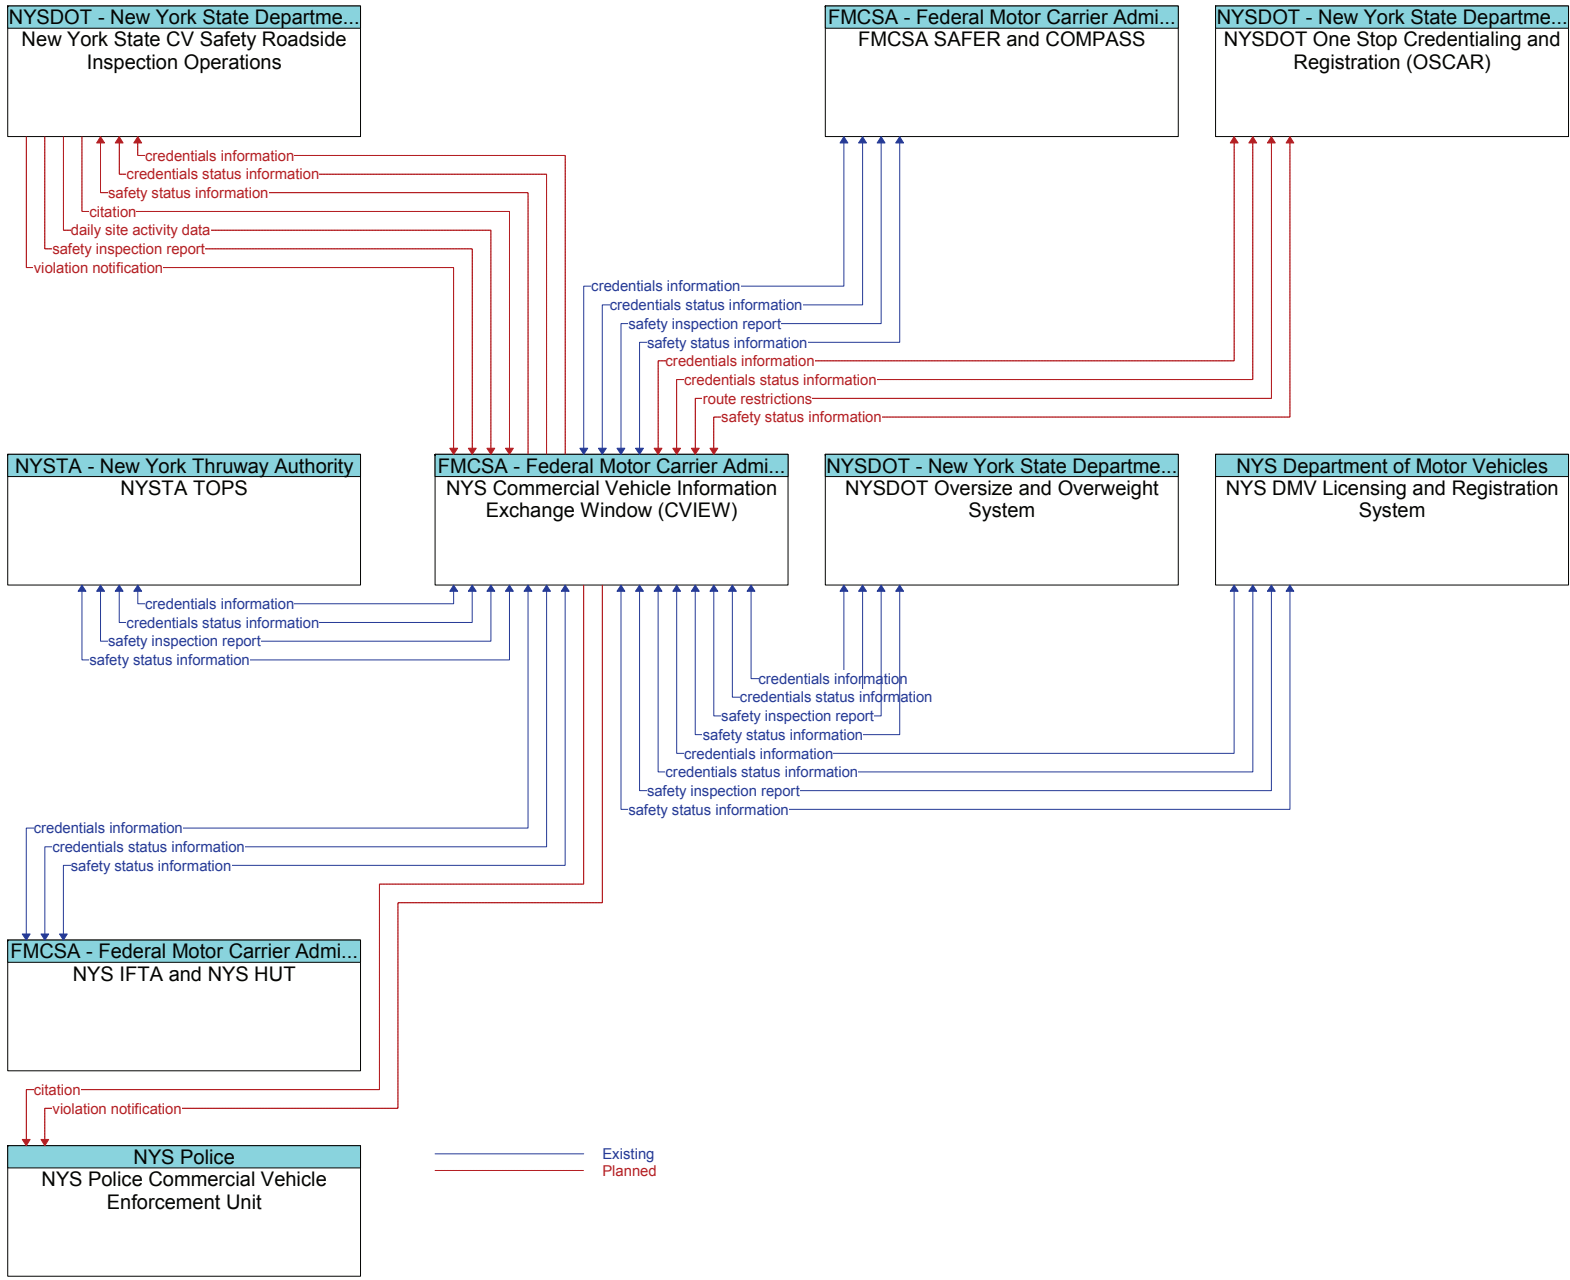 NYSDOT - New York State Departme...
New York State CV Safety Roadside
Inspection Operations
FMCSA - Federal Motor Carrier Admi...
FMCSA SAFER and COMPASS
NYSDOT - New York State Departme...
NYSDOT One Stop Credentialing and
Registration (OSCAR)
credentials information
credentials status information
safety status information
citation
daily site activity data
safety inspection report
violation notification
credentials information
credentials status information
safety inspection report
safety status information
credentials information
credentials status information
route restrictions
safety status information
NYSTA - New York Thruway Authority
NYSTA TOPS
FMCSA - Federal Motor Carrier Admi...
NYS Commercial Vehicle Information
Exchange Window (CVIEW)
NYSDOT - New York State Departme...
NYSDOT Oversize and Overweight
System
NYS Department of Motor Vehicles
NYS DMV Licensing and Registration
System
credentials information
credentials status information
safety inspection report
safety status information
credentials information
credentials status information
safety inspection report
safety status information
credentials information
credentials status information
safety inspection report
safety status information
credentials information
credentials status information
safety status information
FMCSA - Federal Motor Carrier Admi...
NYS IFTA and NYS HUT
citation
violation notification
NYS Police
NYS Police Commercial Vehicle
Enforcement Unit
Existing
Planned